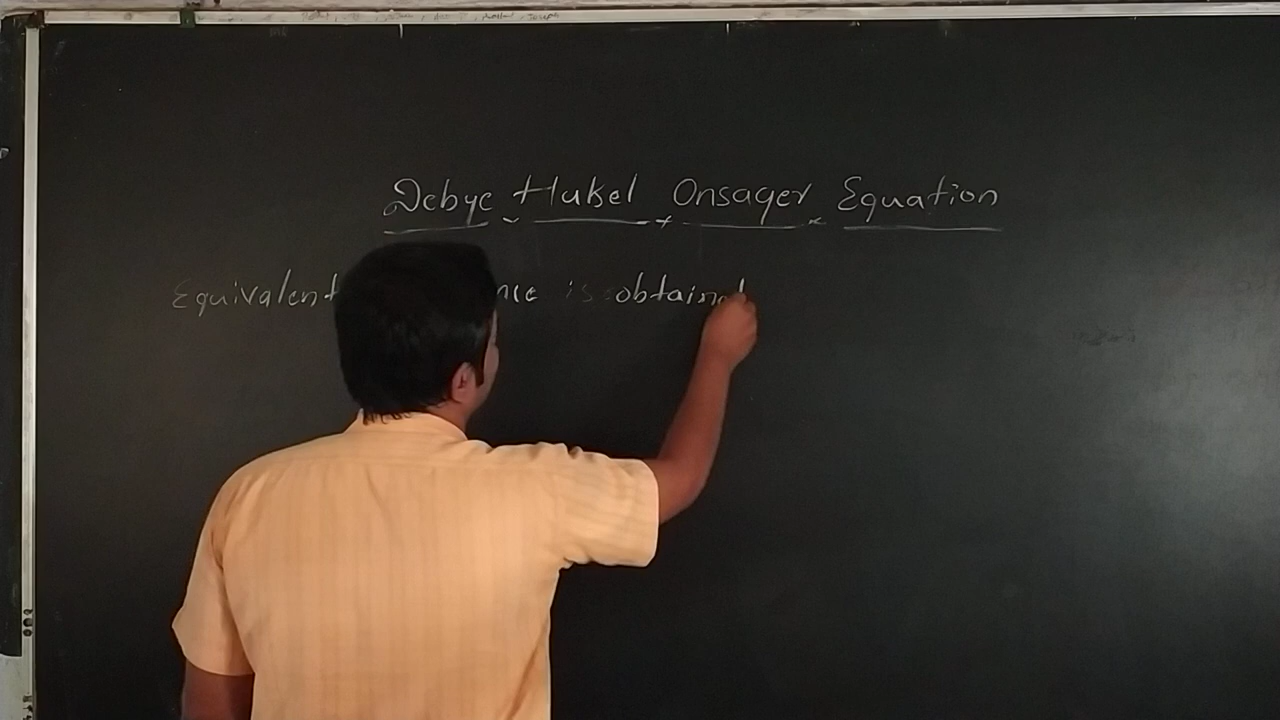 Debye Hukel Onsager Equation
Equivalent is obtained